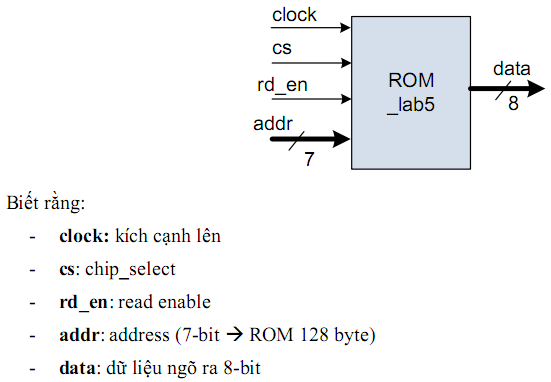 clock
cs
rd_en
addr
7
ROM
_lab5
data
8
Biết rằng:
- clock: kích cạnh lên
- cs: chip_select
- rd_en: read enable
- addr: address (7-bit → ROM 128 byte)
- data: dữ liệu ngõ ra 8-bit